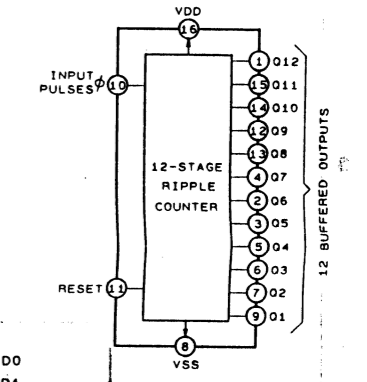 VDD
16
INPUT
PULSES ϕ 10
1 Q12
15 Q11
14 Q10
12 Q9
13 Q8
4 Q7
2 Q6
3 Q5
5 Q4
6 Q3
7 Q2
9 Q1
12-STAGE
RIPPLE
COUNTER
12 BUFFERED OUTPUTS
RESET 11
8
VSS
DO